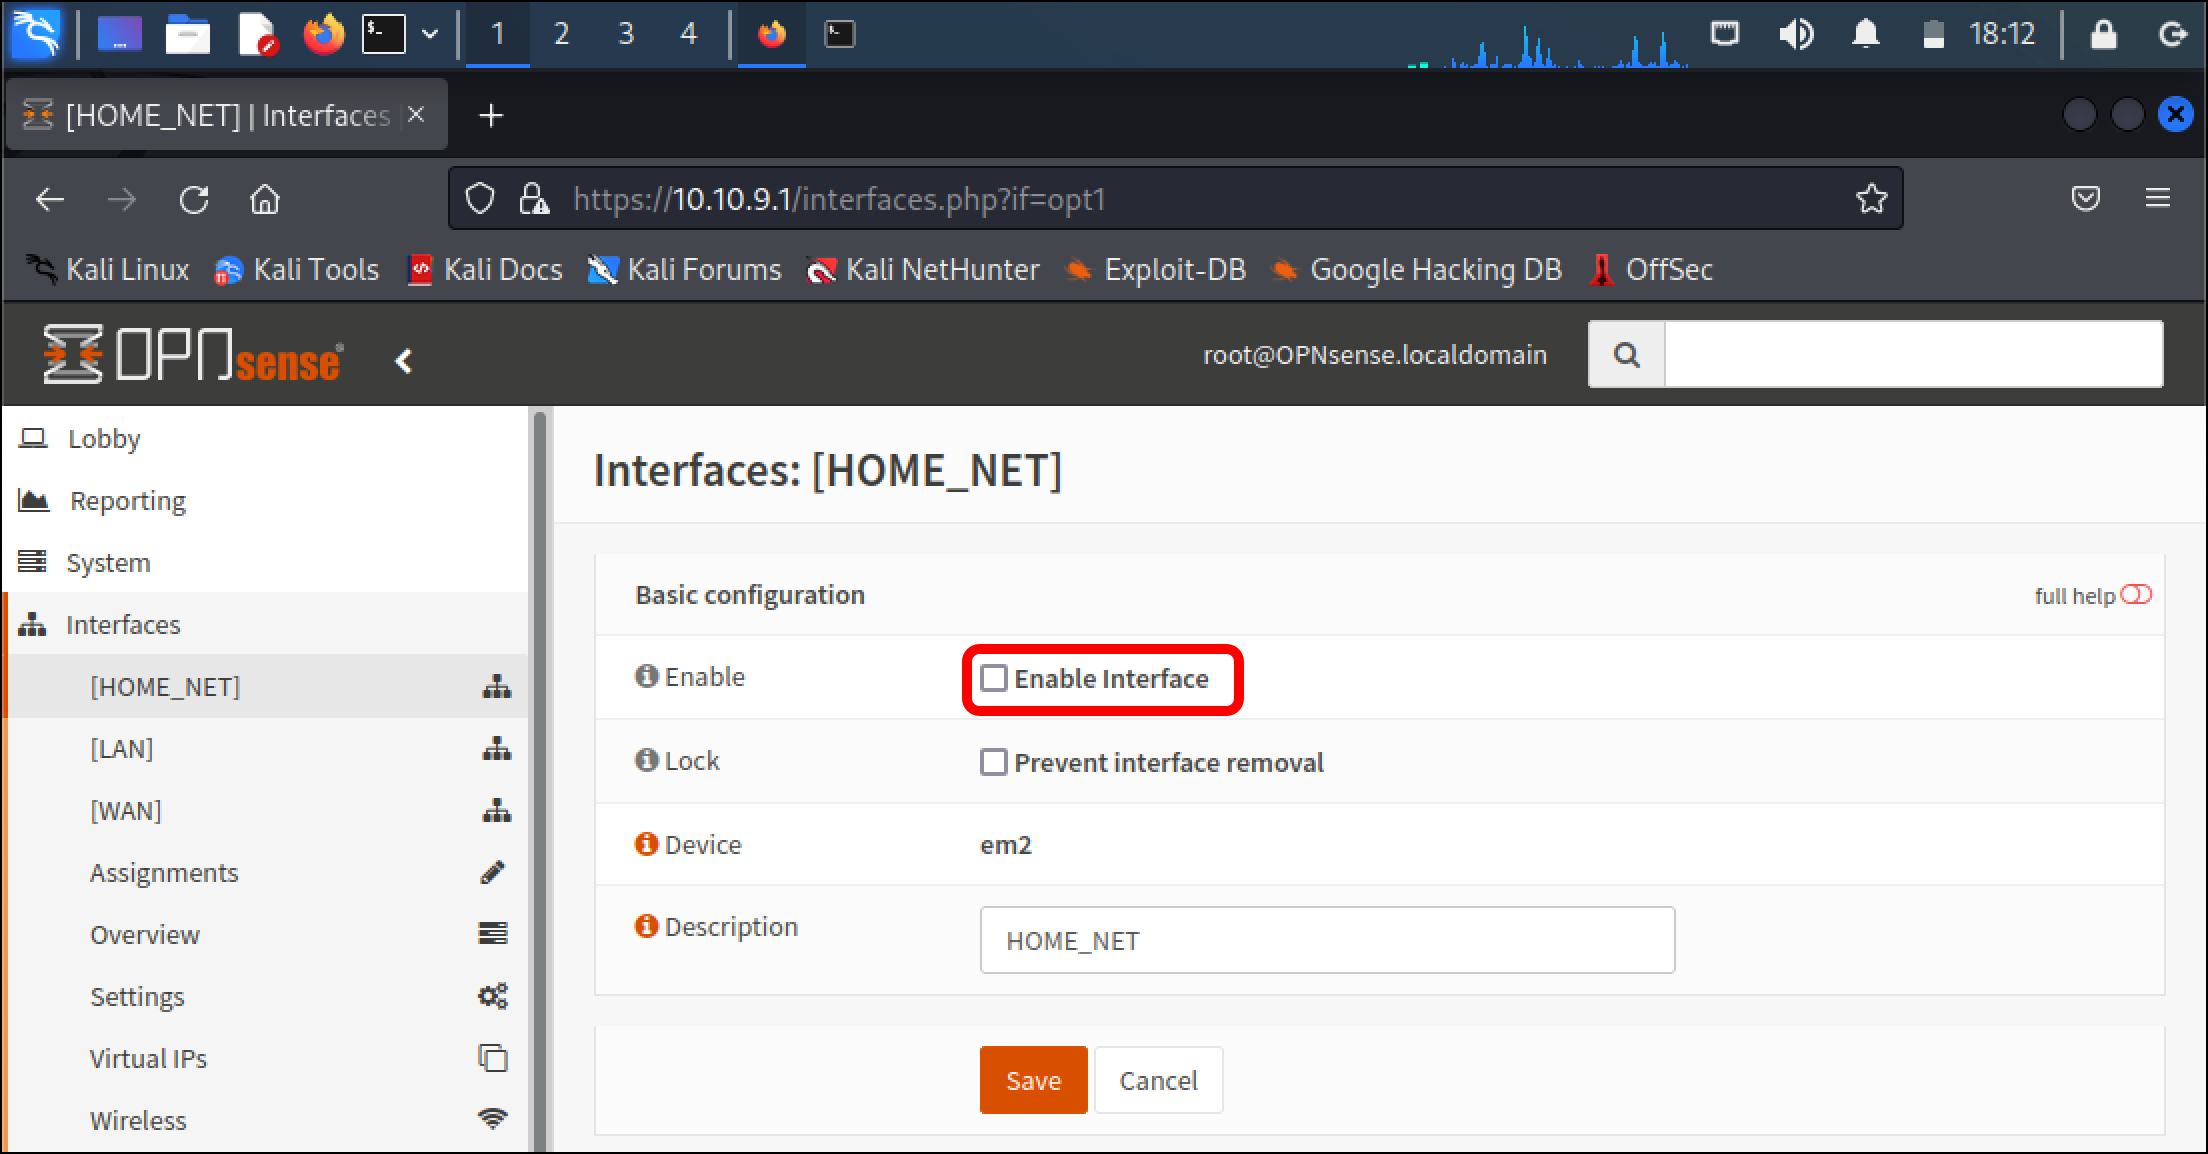 1 2 3 4 18:12
[HOME_NET] | Interfaces
https://10.10.9.1/interfaces.php?if=opt1
Kali Linux Kali Tools Kali Docs Kali Forums Kali NetHunter Exploit-DB Google Hacking DB OffSec
OPNsense® root@OPNsense.localdomain
Lobby
Reporting
System
Interfaces
[HOME_NET]
[LAN]
[WAN]
Assignments
Overview
Settings
Virtual IPs
Wireless
Interfaces: [HOME_NET]
Basic configuration full help
Enable Enable Interface
Lock Prevent interface removal
Device em2
Description HOME_NET
Save Cancel